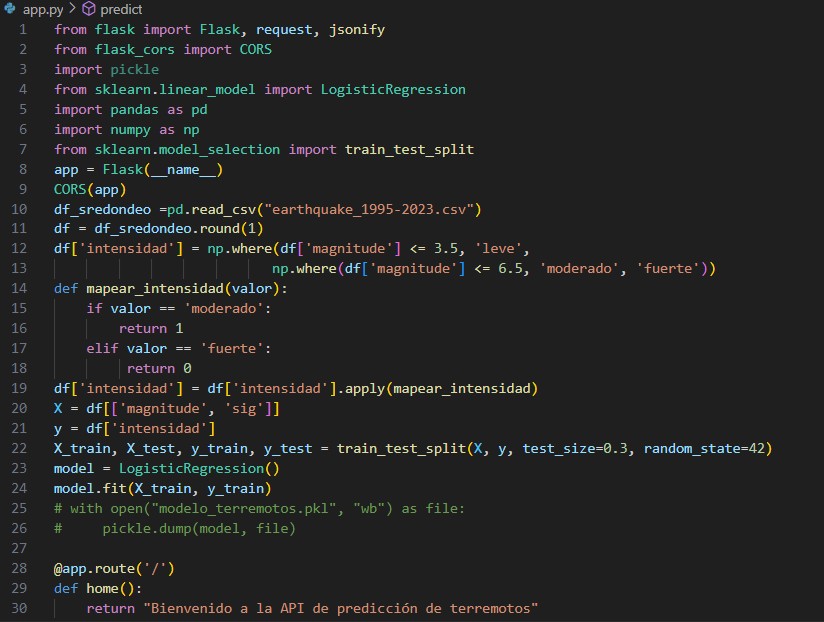 app.py > predict
1 from flask import Flask, request, jsonify
2 from flask_cors import CORS
3 import pickle
4 from sklearn.linear_model import LogisticRegression
5 import pandas as pd
6 import numpy as np
7 from sklearn.model_selection import train_test_split
8 app = Flask(__name__)
9 CORS(app)
10 df_sredondeo =pd.read_csv("earthquake_1995-2023.csv")
11 df = df_sredondeo.round(1)
12 df['intensidad'] = np.where(df['magnitude'] <= 3.5, 'leve',
13                            np.where(df['magnitude'] <= 6.5, 'moderado', 'fuerte'))
14 def mapear_intensidad(valor):
15     if valor == 'moderado':
16         return 1
17     elif valor == 'fuerte':
18          return 0
19 df['intensidad'] = df['intensidad'].apply(mapear_intensidad)
20 X = df[['magnitude', 'sig']]
21 y = df['intensidad']
22 X_train, X_test, y_train, y_test = train_test_split(X, y, test_size=0.3, random_state=42)
23 model = LogisticRegression()
24 model.fit(X_train, y_train)
25 # with open("modelo_terremotos.pkl", "wb") as file:
26 #     pickle.dump(model, file)
27
28 @app.route('/')
29 def home():
30     return "Bienvenido a la API de predicción de terremotos"